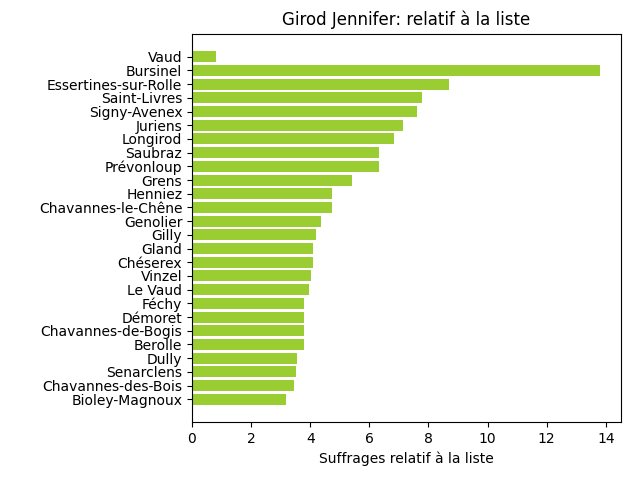 Girod Jennifer: relatif à la liste
Vaud
Bursinel
Essertines-sur-Rolle
Saint-Livres
Signy-Avenex
Juriens
Longirod
Saubraz
Prévonloup
Grens
Henniez
Chavannes-le-Chêne
Genolier
Gilly
Gland
Chéserex
Vinzel
Le Vaud
Féchy
Démoret
Chavannes-de-Bogis
Berolle
Dully
Senarclens
Chavannes-des-Bois
Bioley-Magnoux
0 2 4 6 8 10 12 14
Suffrages relatif à la liste